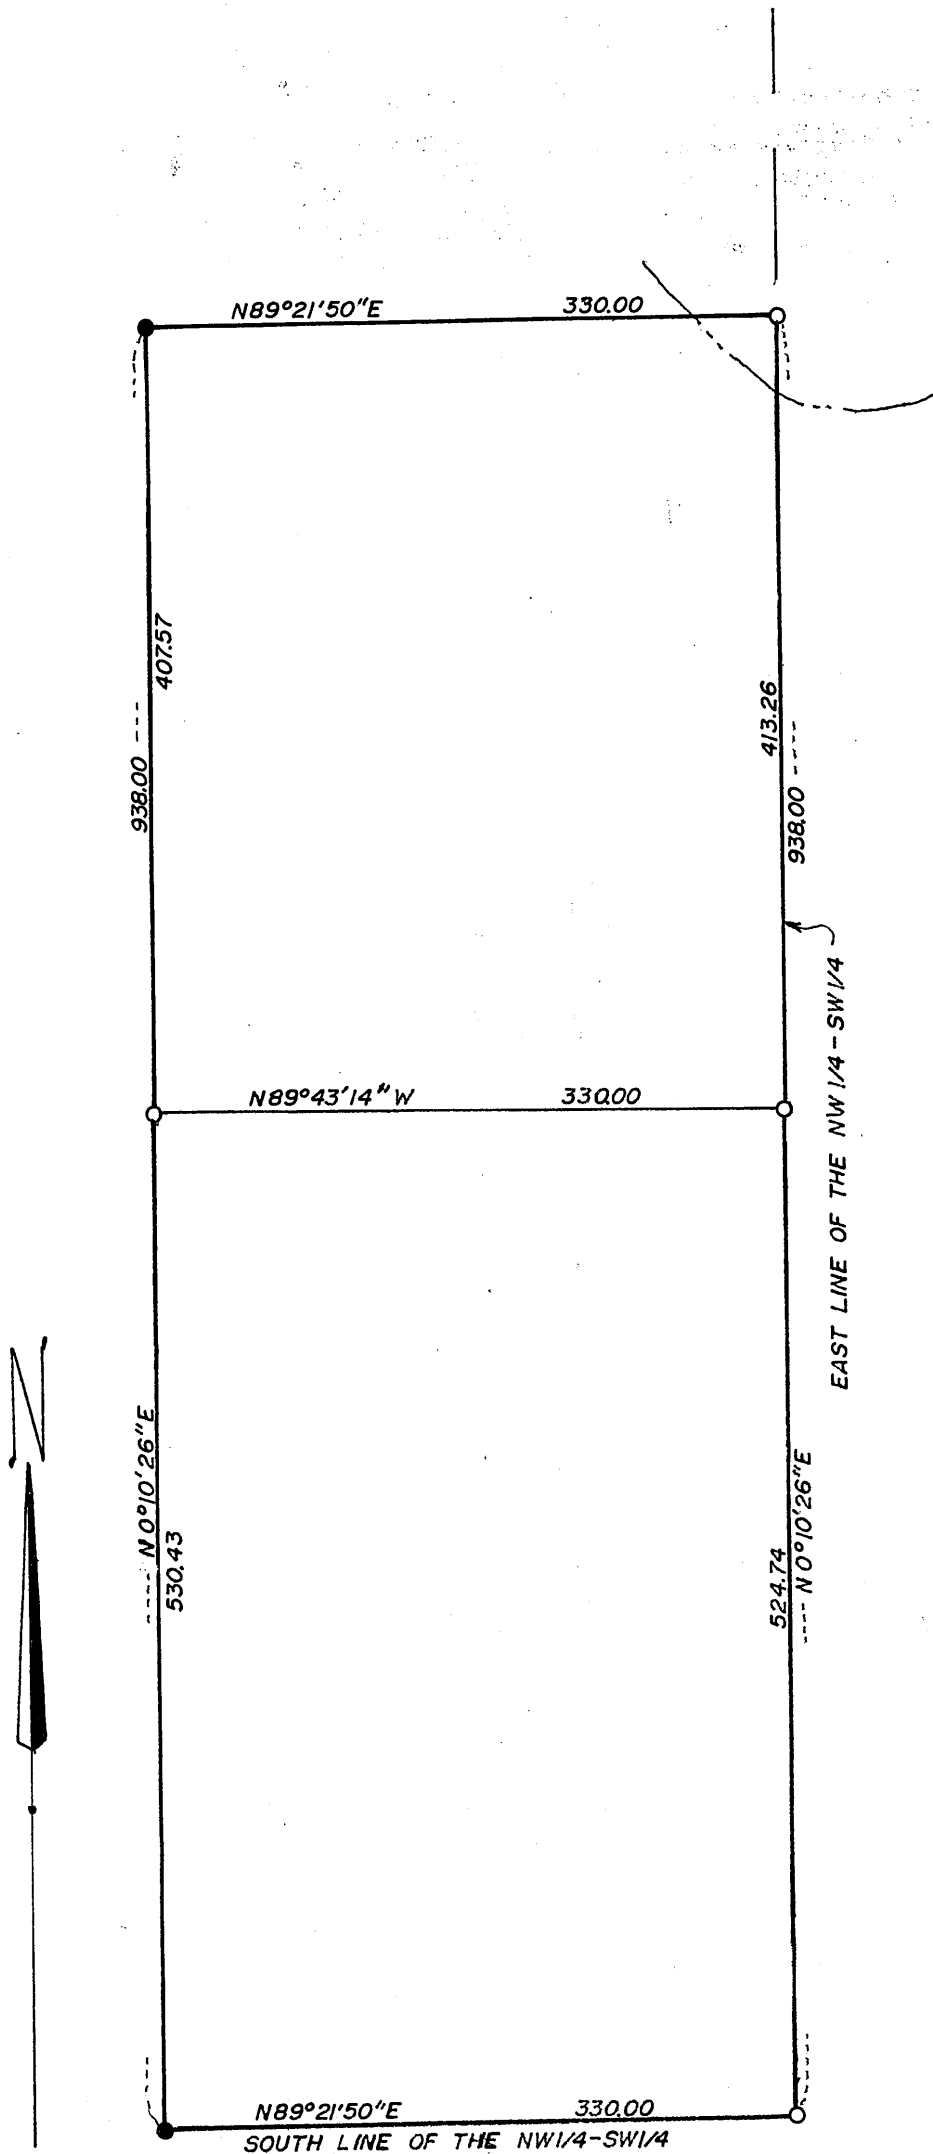 N89°21'50"E 330.00
407.57
413.26
938.00
938.00
EAST LINE OF THE NW1/4-SW1/4
N89°43'14"W 330.00
N
N0°10'26"E
530.43
524.74
N0°10'26"E
N89°21'50"E 330.00
SOUTH LINE OF THE NW1/4-SW1/4